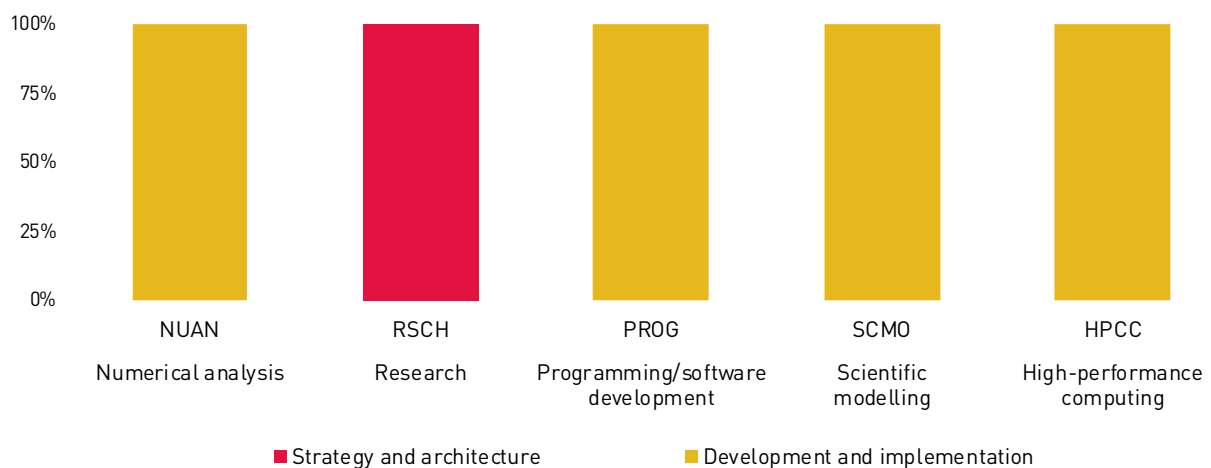 100%
75%
50%
25%
0%
NUAN
RSCH
PROG
SCMO
HPCC
Numerical analysis
Research
Programming/software
development
Scientific
modelling
High-performance
computing
Strategy and architecture
Development and implementation